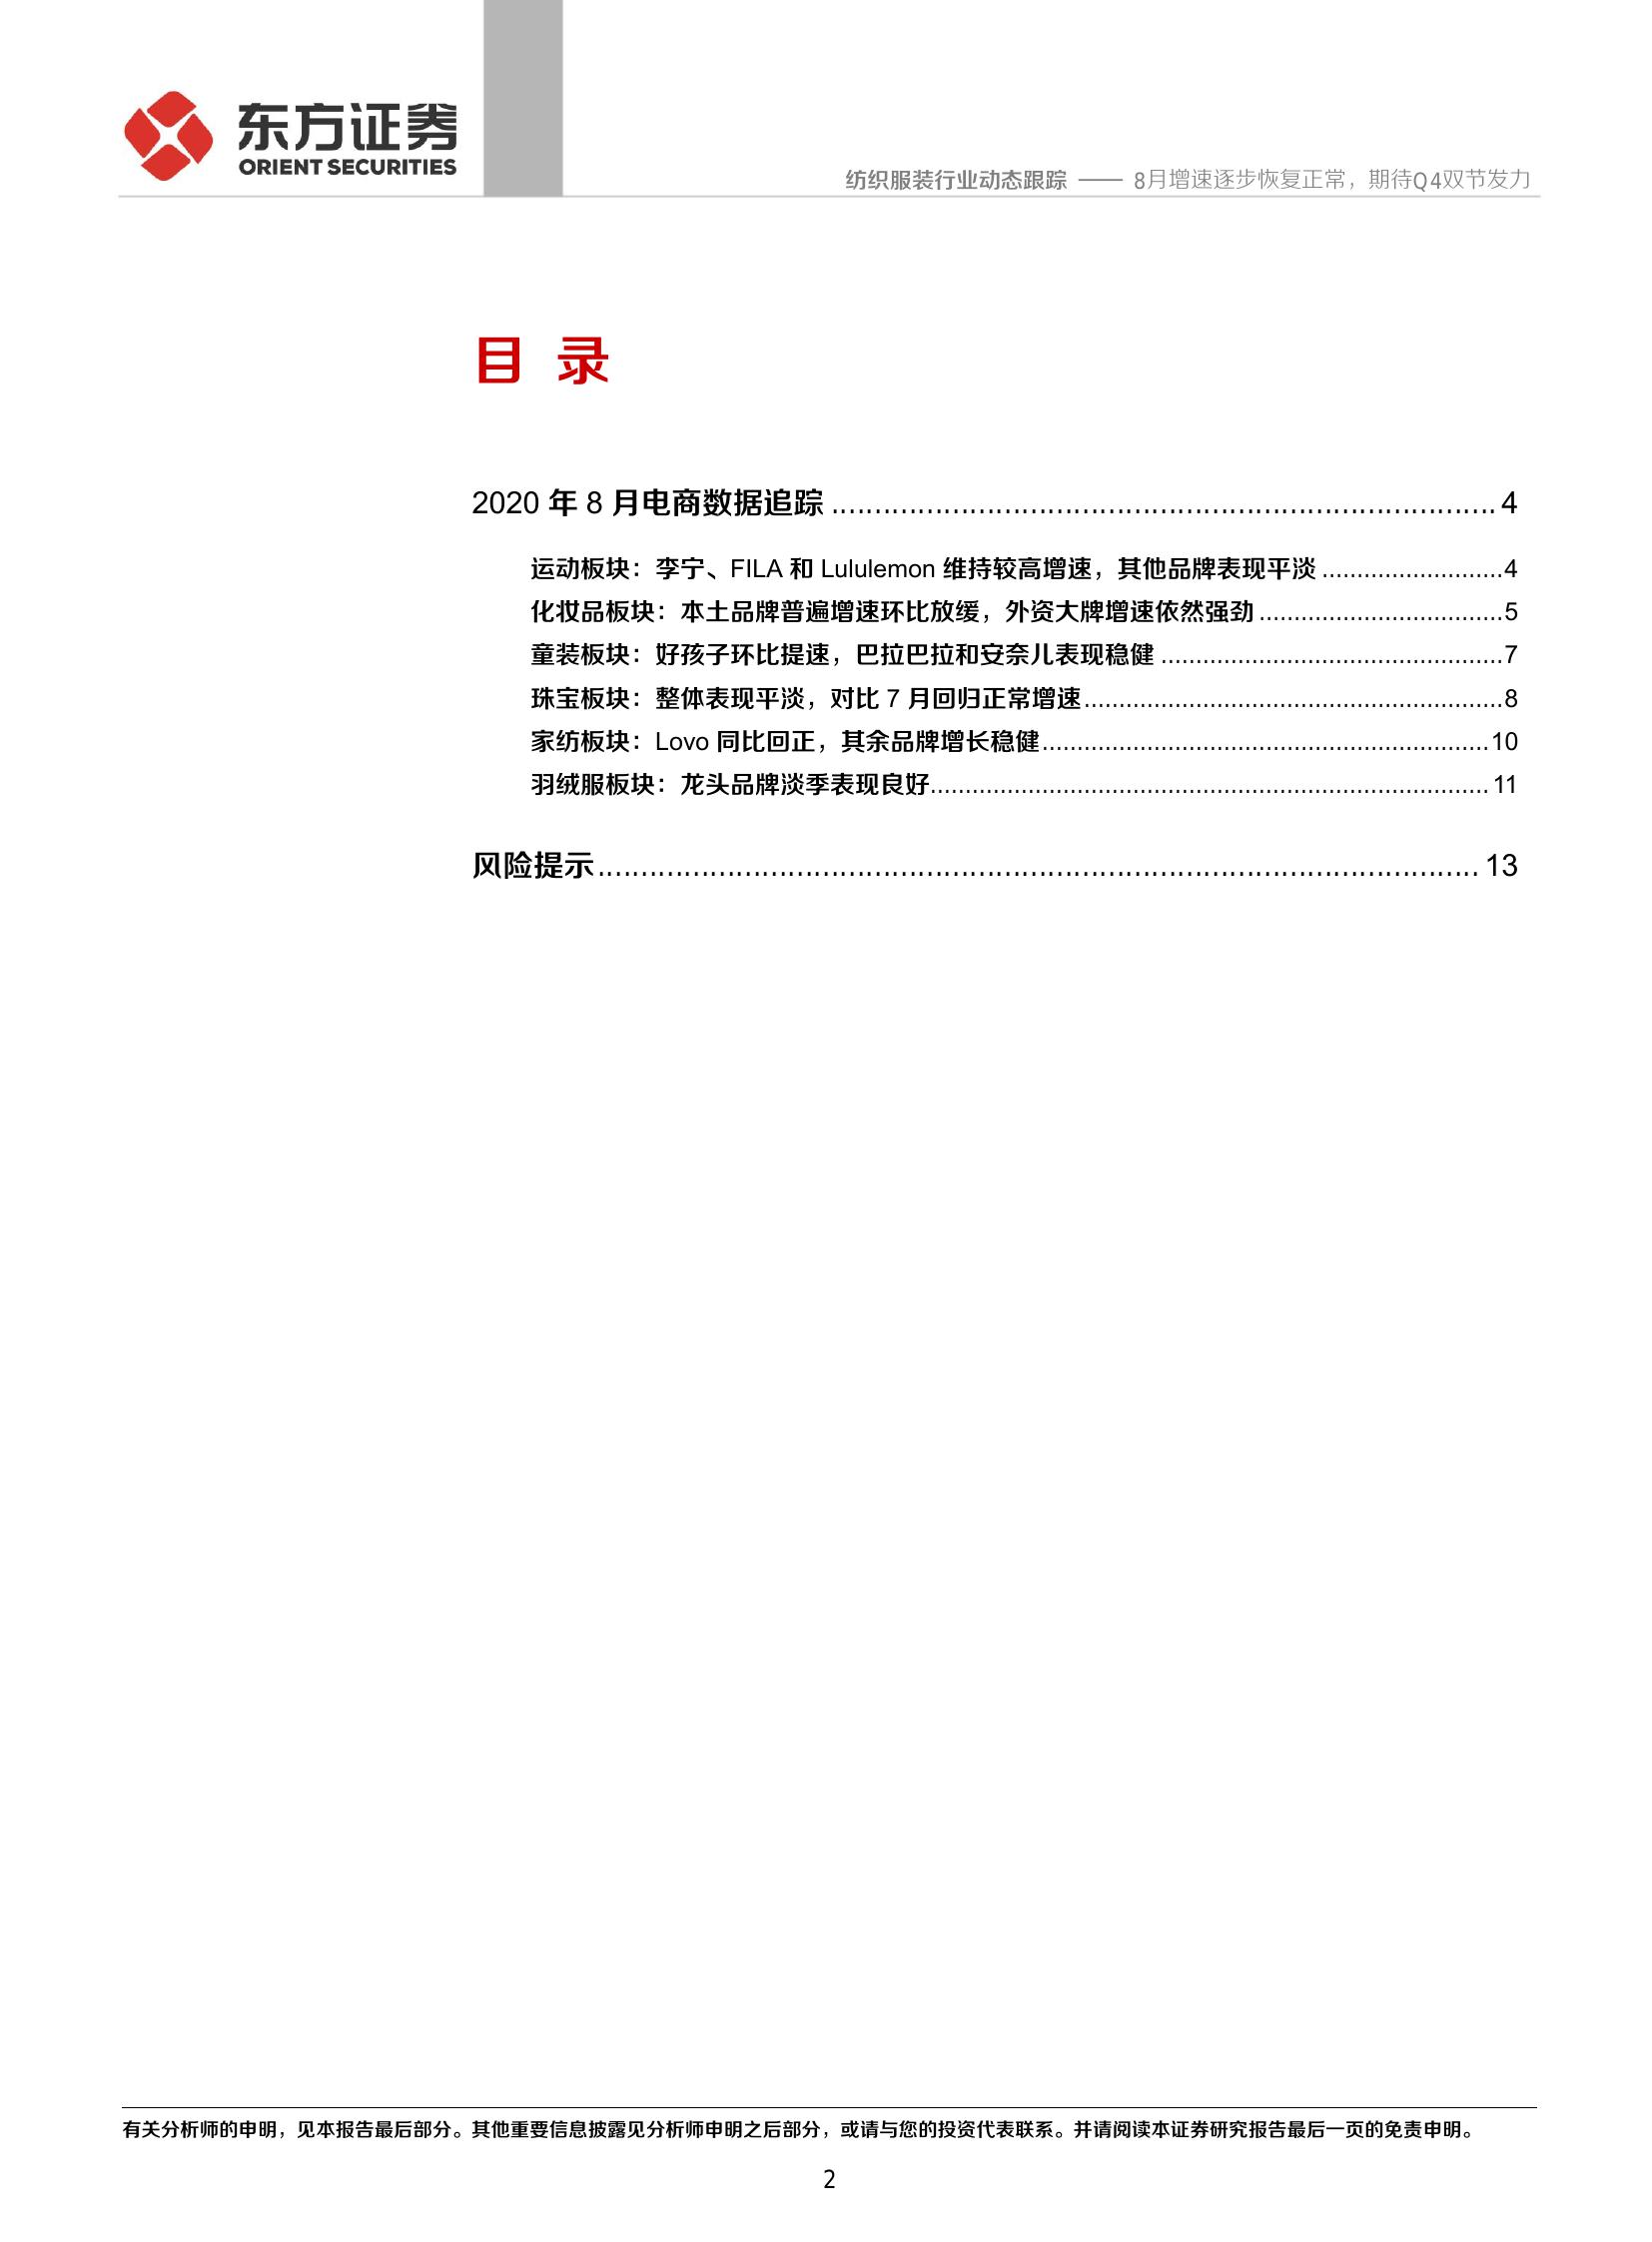 东方证券
ORIENT SECURITIES
纺织服装行业动态跟踪 —— 8月增速逐步恢复正常，期待Q4双节发力
目 录
2020 年 8 月电商数据追踪 ............................................................................ 4
运动板块：李宁、FILA 和 Lululemon 维持较高增速，其他品牌表现平淡 ..........................4
化妆品板块：本土品牌普遍增速环比放缓，外资大牌增速依然强劲 ...................................5
童装板块：好孩子环比提速，巴拉巴拉和安奈儿表现稳健 .................................................7
珠宝板块：整体表现平淡，对比 7 月回归正常增速............................................................8
家纺板块：Lovo 同比回正，其余品牌增长稳健................................................................10
羽绒服板块：龙头品牌淡季表现良好................................................................................ 11
风险提示..................................................................................................... 13
有关分析师的申明，见本报告最后部分。其他重要信息披露见分析师申明之后部分，或请与您的投资代表联系。并请阅读本证券研究报告最后一页的免责申明。
2